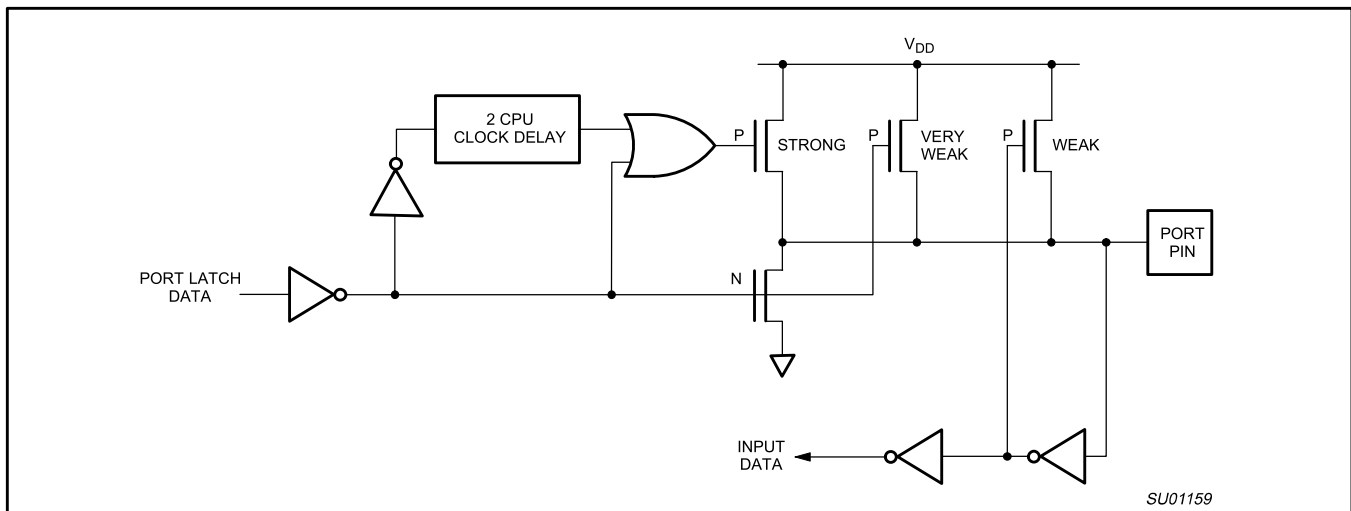 V_DD
2 CPU
CLOCK DELAY
P
STRONG
P
VERY
WEAK
P
WEAK
PORT
PIN
PORT LATCH
DATA
N
INPUT
DATA
SU01159